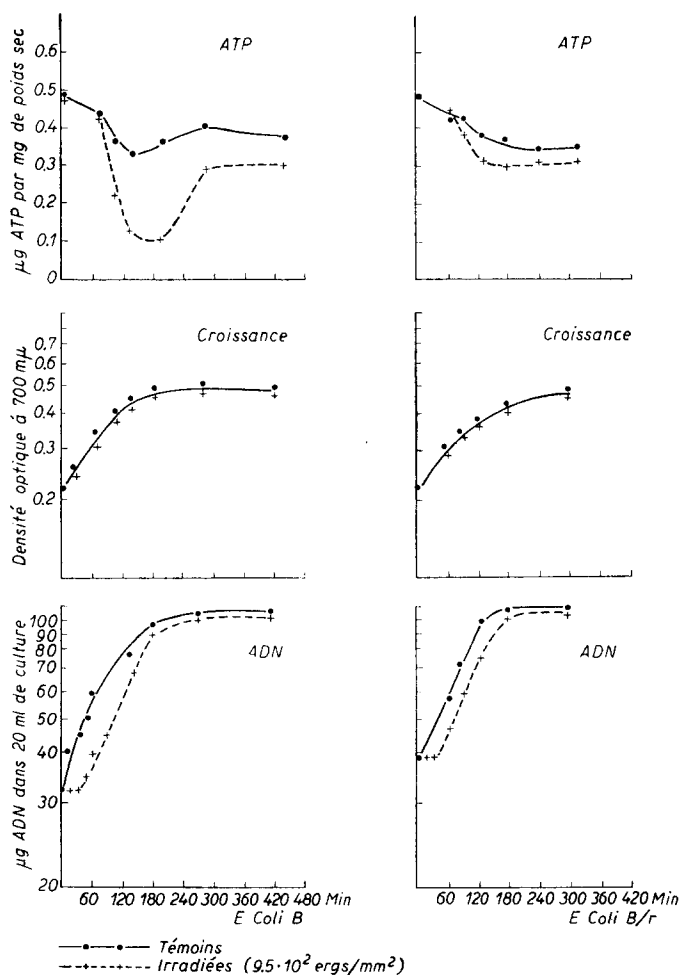 ATP
ATP
µg ATP par mg de poids sec
0.6
0.5
0.4
0.3
0.2
0.1
0
Croissance
Croissance
Densité optique à 700 mµ
0.7
0.6
0.5
0.4
0.3
0.2
ADN
ADN
µg ADN dans 20 ml de culture
100
90
80
70
60
50
40
30
20
60 120 180 240 300 360 420 480 Min
E Coli B
60 120 180 240 300 360 420 Min
E Coli B/r
Témoins
Irradiées (9.5·10² ergs/mm²)